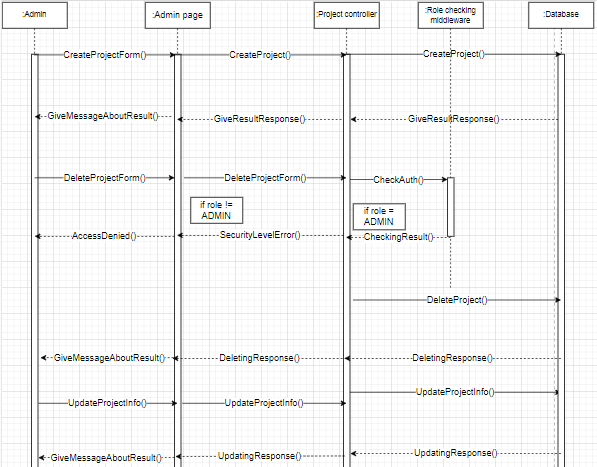 :Admin
:Admin page
:Project controller
:Role checking
middleware
:Database
CreateProjectForm()
CreateProject()
CreateProject()
GiveMessageAboutResult()
GiveResultResponse()
GiveResultResponse()
DeleteProjectForm()
DeleteProjectForm()
CheckAuth()
if role !=
ADMIN
if role =
ADMIN
AccessDenied()
SecurityLevelError()
CheckingResult()
DeleteProject()
GiveMessageAboutResult()
DeletingResponse()
DeletingResponse()
UpdateProjectInfo()
UpdateProjectInfo()
UpdateProjectInfo()
GiveMessageAboutResult()
UpdatingResponse()
UpdatingResponse()